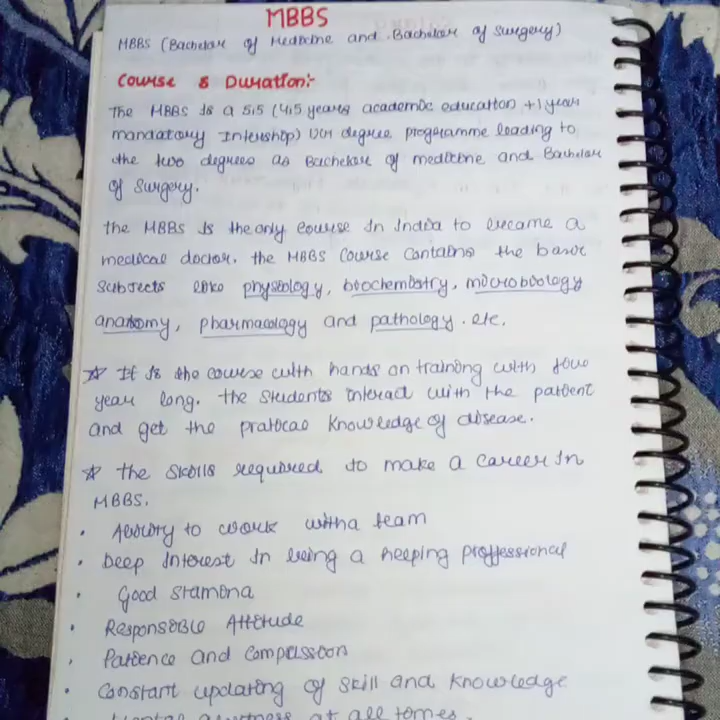 MBBS
MBBS (Bachelor of Medicine and Bachelor of Surgery)
Course & Duration:-
The MBBS is a 5.5 (4.5 years academic education +1 year
mandatory Internship) UG degree programme leading to
the two degrees as Bachelor of medicine and Bachelor
of Surgery.
the MBBS is the only course in India to became a
medical doctor. the MBBS Course contains the basic
subjects like physiology, biochemistry, microbiology
anatomy, pharmacology and pathology. etc.
☆ It is the course with hands on training with four
year long. the students interact with the patient
and get the pratical knowledge of disease.
☆ the skills required to make a career in
MBBS.
• Ability to work with a team
• Deep Interest in being a helping proffessional
• Good stamina
• Responsible Attitude
• Patience and Compassion
• Constant updating of skill and knowledge
at all times.